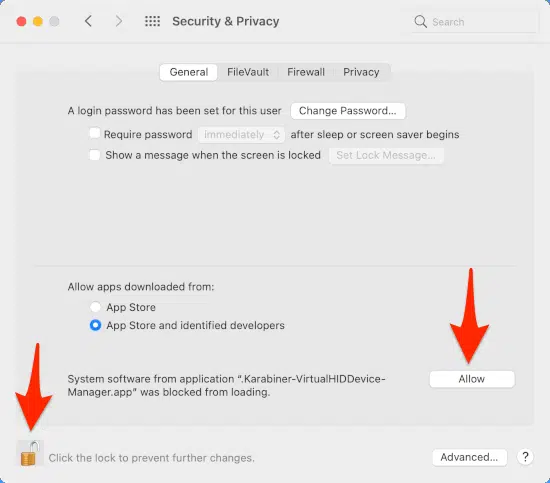 Security & Privacy
Search
General FileVault Firewall Privacy
A login password has been set for this user Change Password...
Require password immediately after sleep or screen saver begins
Show a message when the screen is locked Set Lock Message...
Allow apps downloaded from:
App Store
App Store and identified developers
System software from application “.Karabiner-VirtualHIDDevice-
Manager.app” was blocked from loading.
Allow
Click the lock to prevent further changes.
Advanced...
?